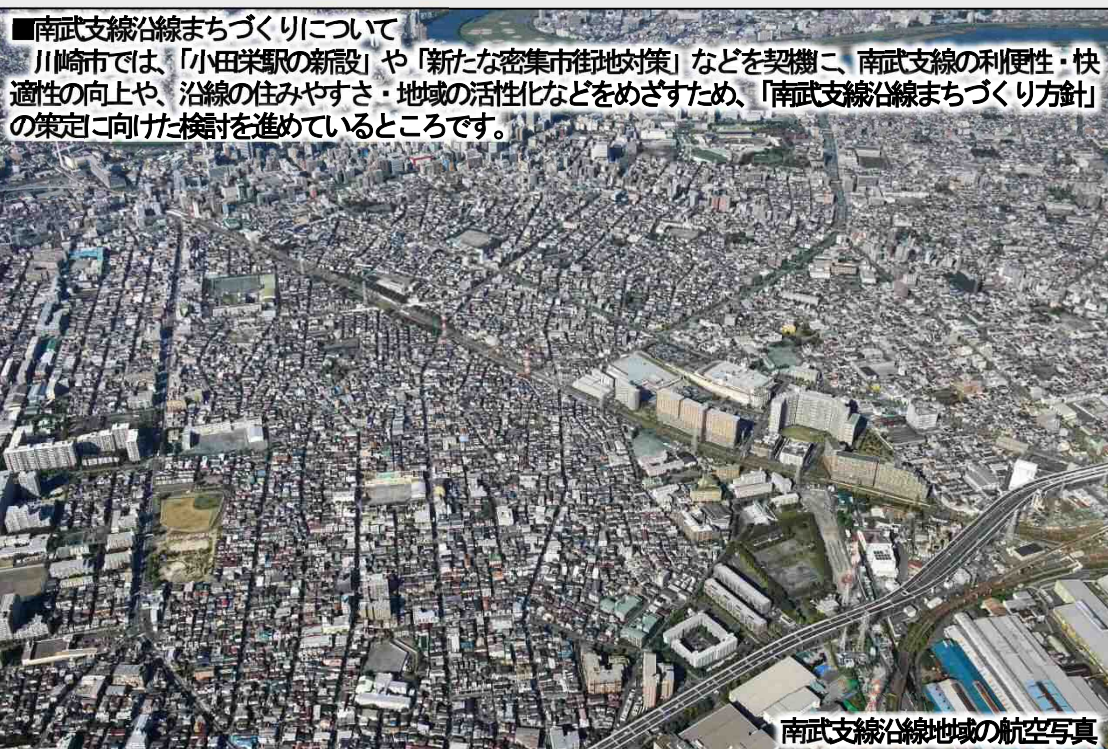 ■南武支線沿線まちづくりについて
川崎市では、「小田栄駅の新設」や「新たな密集市街地対策」などを契機に、南武支線の利便性・快
適性の向上や、沿線の住みやすさ・地域の活性化などをめざすため、「南武支線沿線まちづくり方針」
の策定に向けた検討を進めているところです。
南武支線沿線地域の航空写真